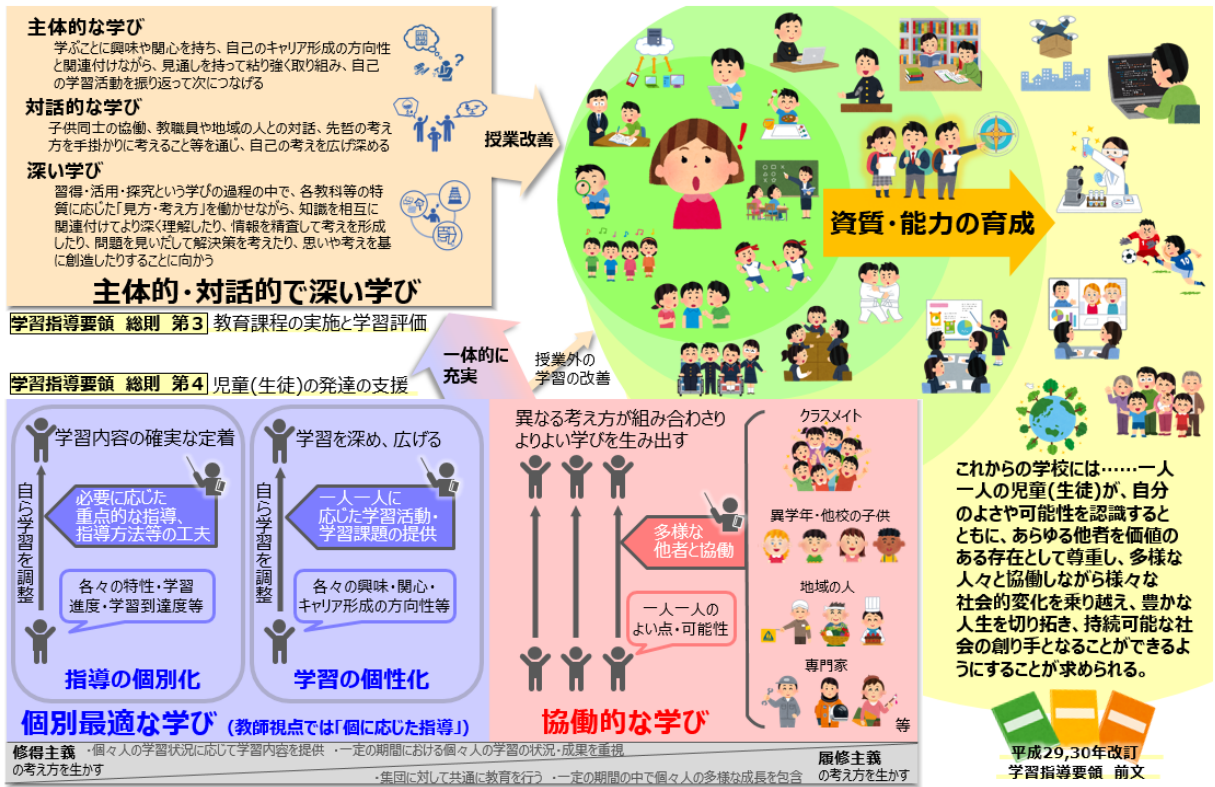 主体的な学び
学ぶことに興味や関心を持ち、自己のキャリア形成の方向性
と関連付けながら、見通しを持って粘り強く取り組み、自己
の学習活動を振り返って次につなげる
対話的な学び
子供同士の協働、教職員や地域の人との対話、先哲の考え
方を手掛かりに考えること等を通じ、自己の考えを広げ深める
深い学び
習得・活用・探究という学びの過程の中で、各教科等の特
質に応じた「見方・考え方」を働かせながら、知識を相互に
関連付けてより深く理解したり、情報を精査して考えを形成
したり、問題を見いだして解決策を考えたり、思いや考えを基
に創造したりすることに向かう
主体的・対話的で深い学び
授業改善
資質・能力の育成
学習指導要領 総則 第3 教育課程の実施と学習評価
一体的に
充実
授業外の
学習の改善
学習指導要領 総則 第4 児童(生徒)の発達の支援
学習内容の確実な定着
自ら学習を調整
必要に応じた
重点的な指導、
指導方法等の工夫
各々の特性・学習
進度・学習到達度等
指導の個別化
学習を深め、広げる
自ら学習を調整
一人一人に
応じた学習活動・
学習課題の提供
各々の興味・関心・
キャリア形成の方向性等
学習の個性化
個別最適な学び (教師視点では「個に応じた指導」)
異なる考え方が組み合わさり
よりよい学びを生み出す
多様な
他者と協働
一人一人の
よい点・可能性
協働的な学び
クラスメイト
異学年・他校の子供
地域の人
専門家
等
修得主義
の考え方を生かす
・個々人の学習状況に応じて学習内容を提供 ・一定の期間における個々人の学習の状況・成果を重視
・集団に対して共通に教育を行う ・一定の期間の中で個々人の多様な成長を包含
履修主義
の考え方を生かす
これからの学校には……一人
一人の児童(生徒)が、自分
のよさや可能性を認識すると
ともに、あらゆる他者を価値の
ある存在として尊重し、多様な
人々と協働しながら様々な
社会的変化を乗り越え、豊かな
人生を切り拓き、持続可能な社
会の創り手となることができるよ
うにすることが求められる。
平成29,30年改訂
学習指導要領 前文